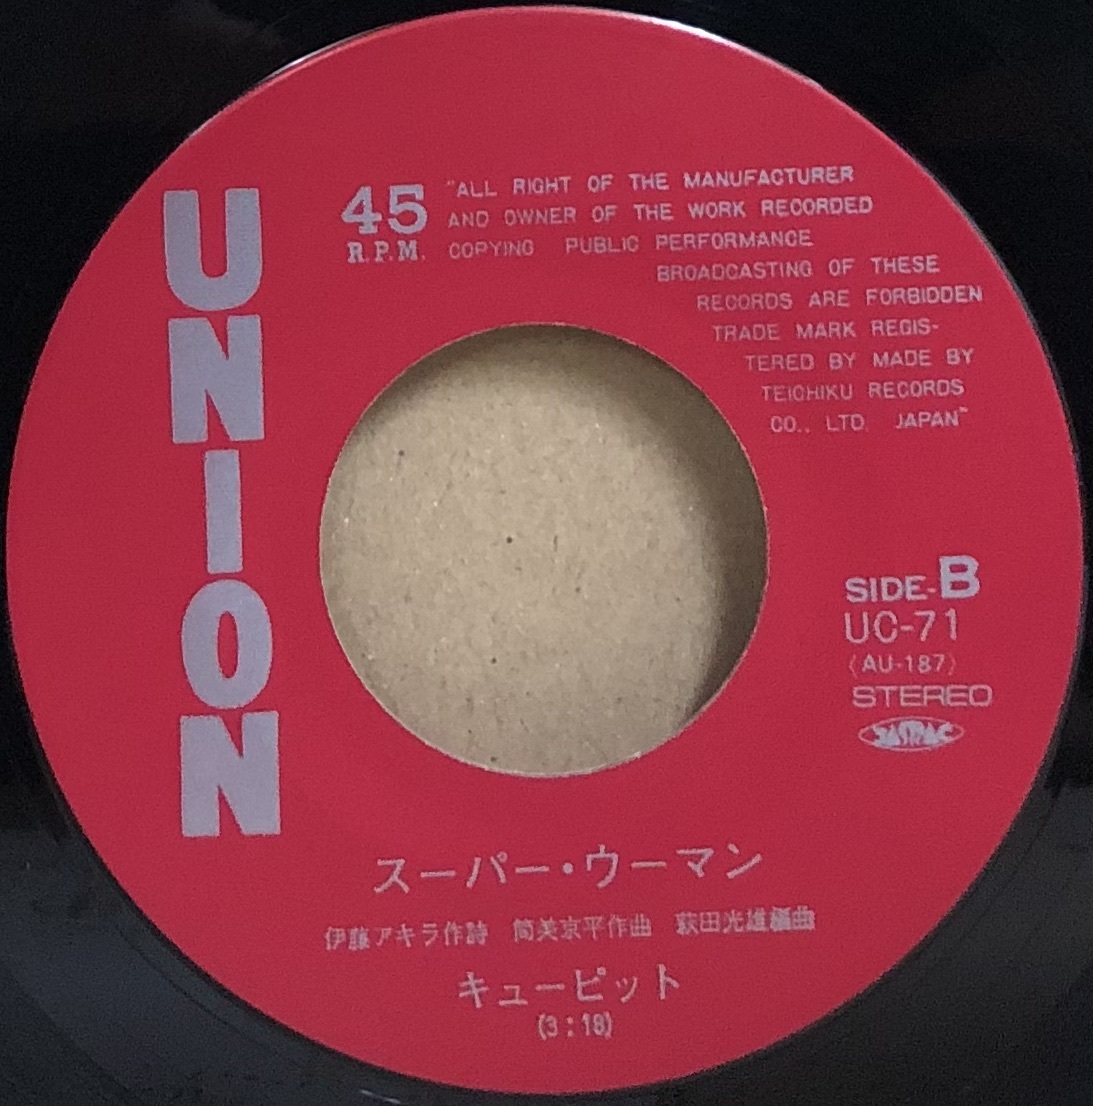 UNION
45
R.P.M.
"ALL RIGHT OF THE MANUFACTURER
AND OWNER OF THE WORK RECORDED
COPYING PUBLIC PERFORMANCE
BROADCASTING OF THESE
RECORDS ARE FORBIDDEN
TRADE MARK REGIS-
TERED BY MADE BY
TEICHIKU RECORDS
CO., LTD. JAPAN"
SIDE-B
UC-71
(AU-187)
STEREO
JASRAC
スーパー・ウーマン
伊藤アキラ作詩 筒美京平作曲 萩田光雄編曲
キューピット
(3:18)